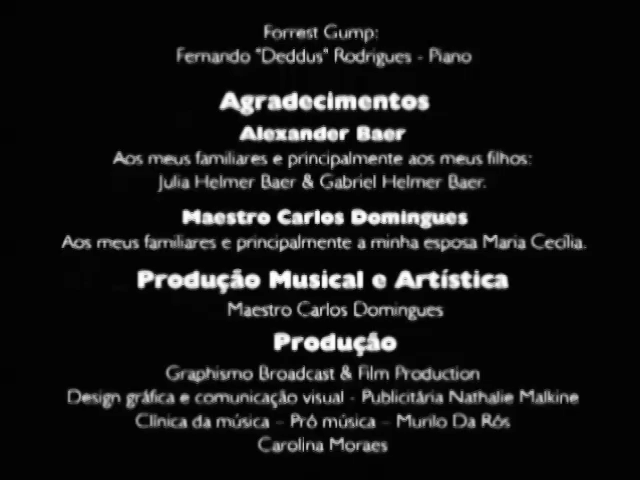 Forrest Gump:
Fernando "Deddus" Rodrigues - Piano
Agradecimentos
Alexander Baer
Aos meus familiares e principalmente aos meus filhos:
Julia Helmer Baer & Gabriel Helmer Baer.
Maestro Carlos Domingues
Aos meus familiares e principalmente a minha esposa Maria Cecília.
Produção Musical e Artística
Maestro Carlos Domingues
Produção
Graphismo Broadcast & Film Production
Design gráfica e comunicação visual - Publicitária Nathalie Malkine
Clínica da música - Pró música - Murilo Da Rós
Carolina Moraes